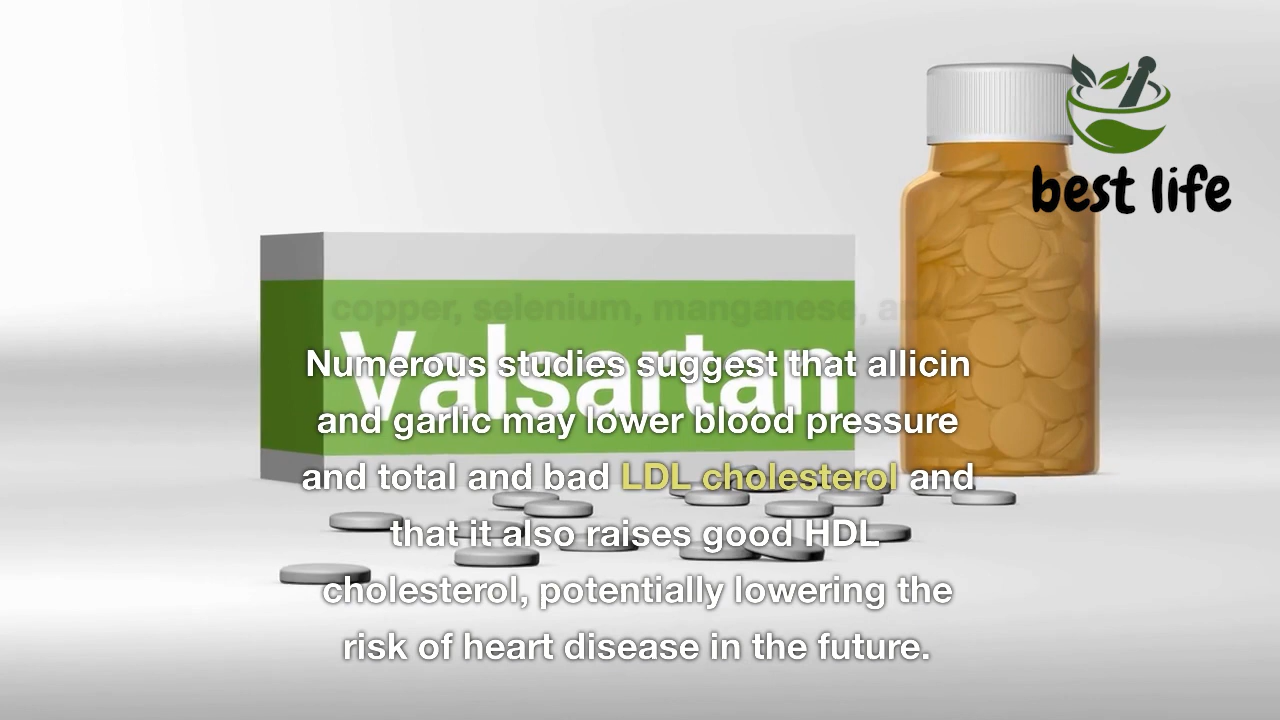 best life
copper, selenium, manganese, and
Valsartan
Numerous studies suggest that allicin
and garlic may lower blood pressure
and total and bad LDL cholesterol and
that it also raises good HDL
cholesterol, potentially lowering the
risk of heart disease in the future.